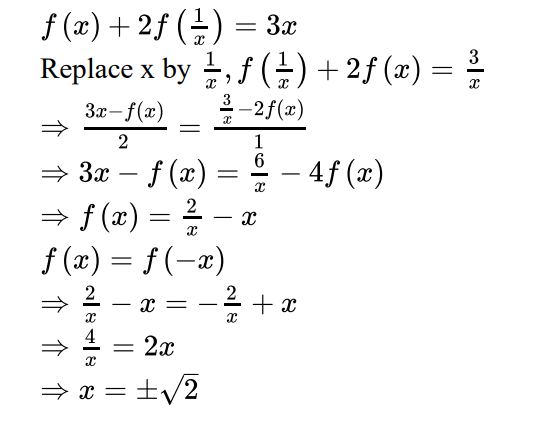 f (x) + 2f (1/x) = 3x
Replace x by 1/x, f (1/x) + 2f (x) = 3/x
⇒ (3x−f(x))/2 = (3/x −2f(x))/1
⇒ 3x − f (x) = 6/x − 4f (x)
⇒ f (x) = 2/x − x
f (x) = f (−x)
⇒ 2/x − x = −2/x + x
⇒ 4/x = 2x
⇒ x = ±√2